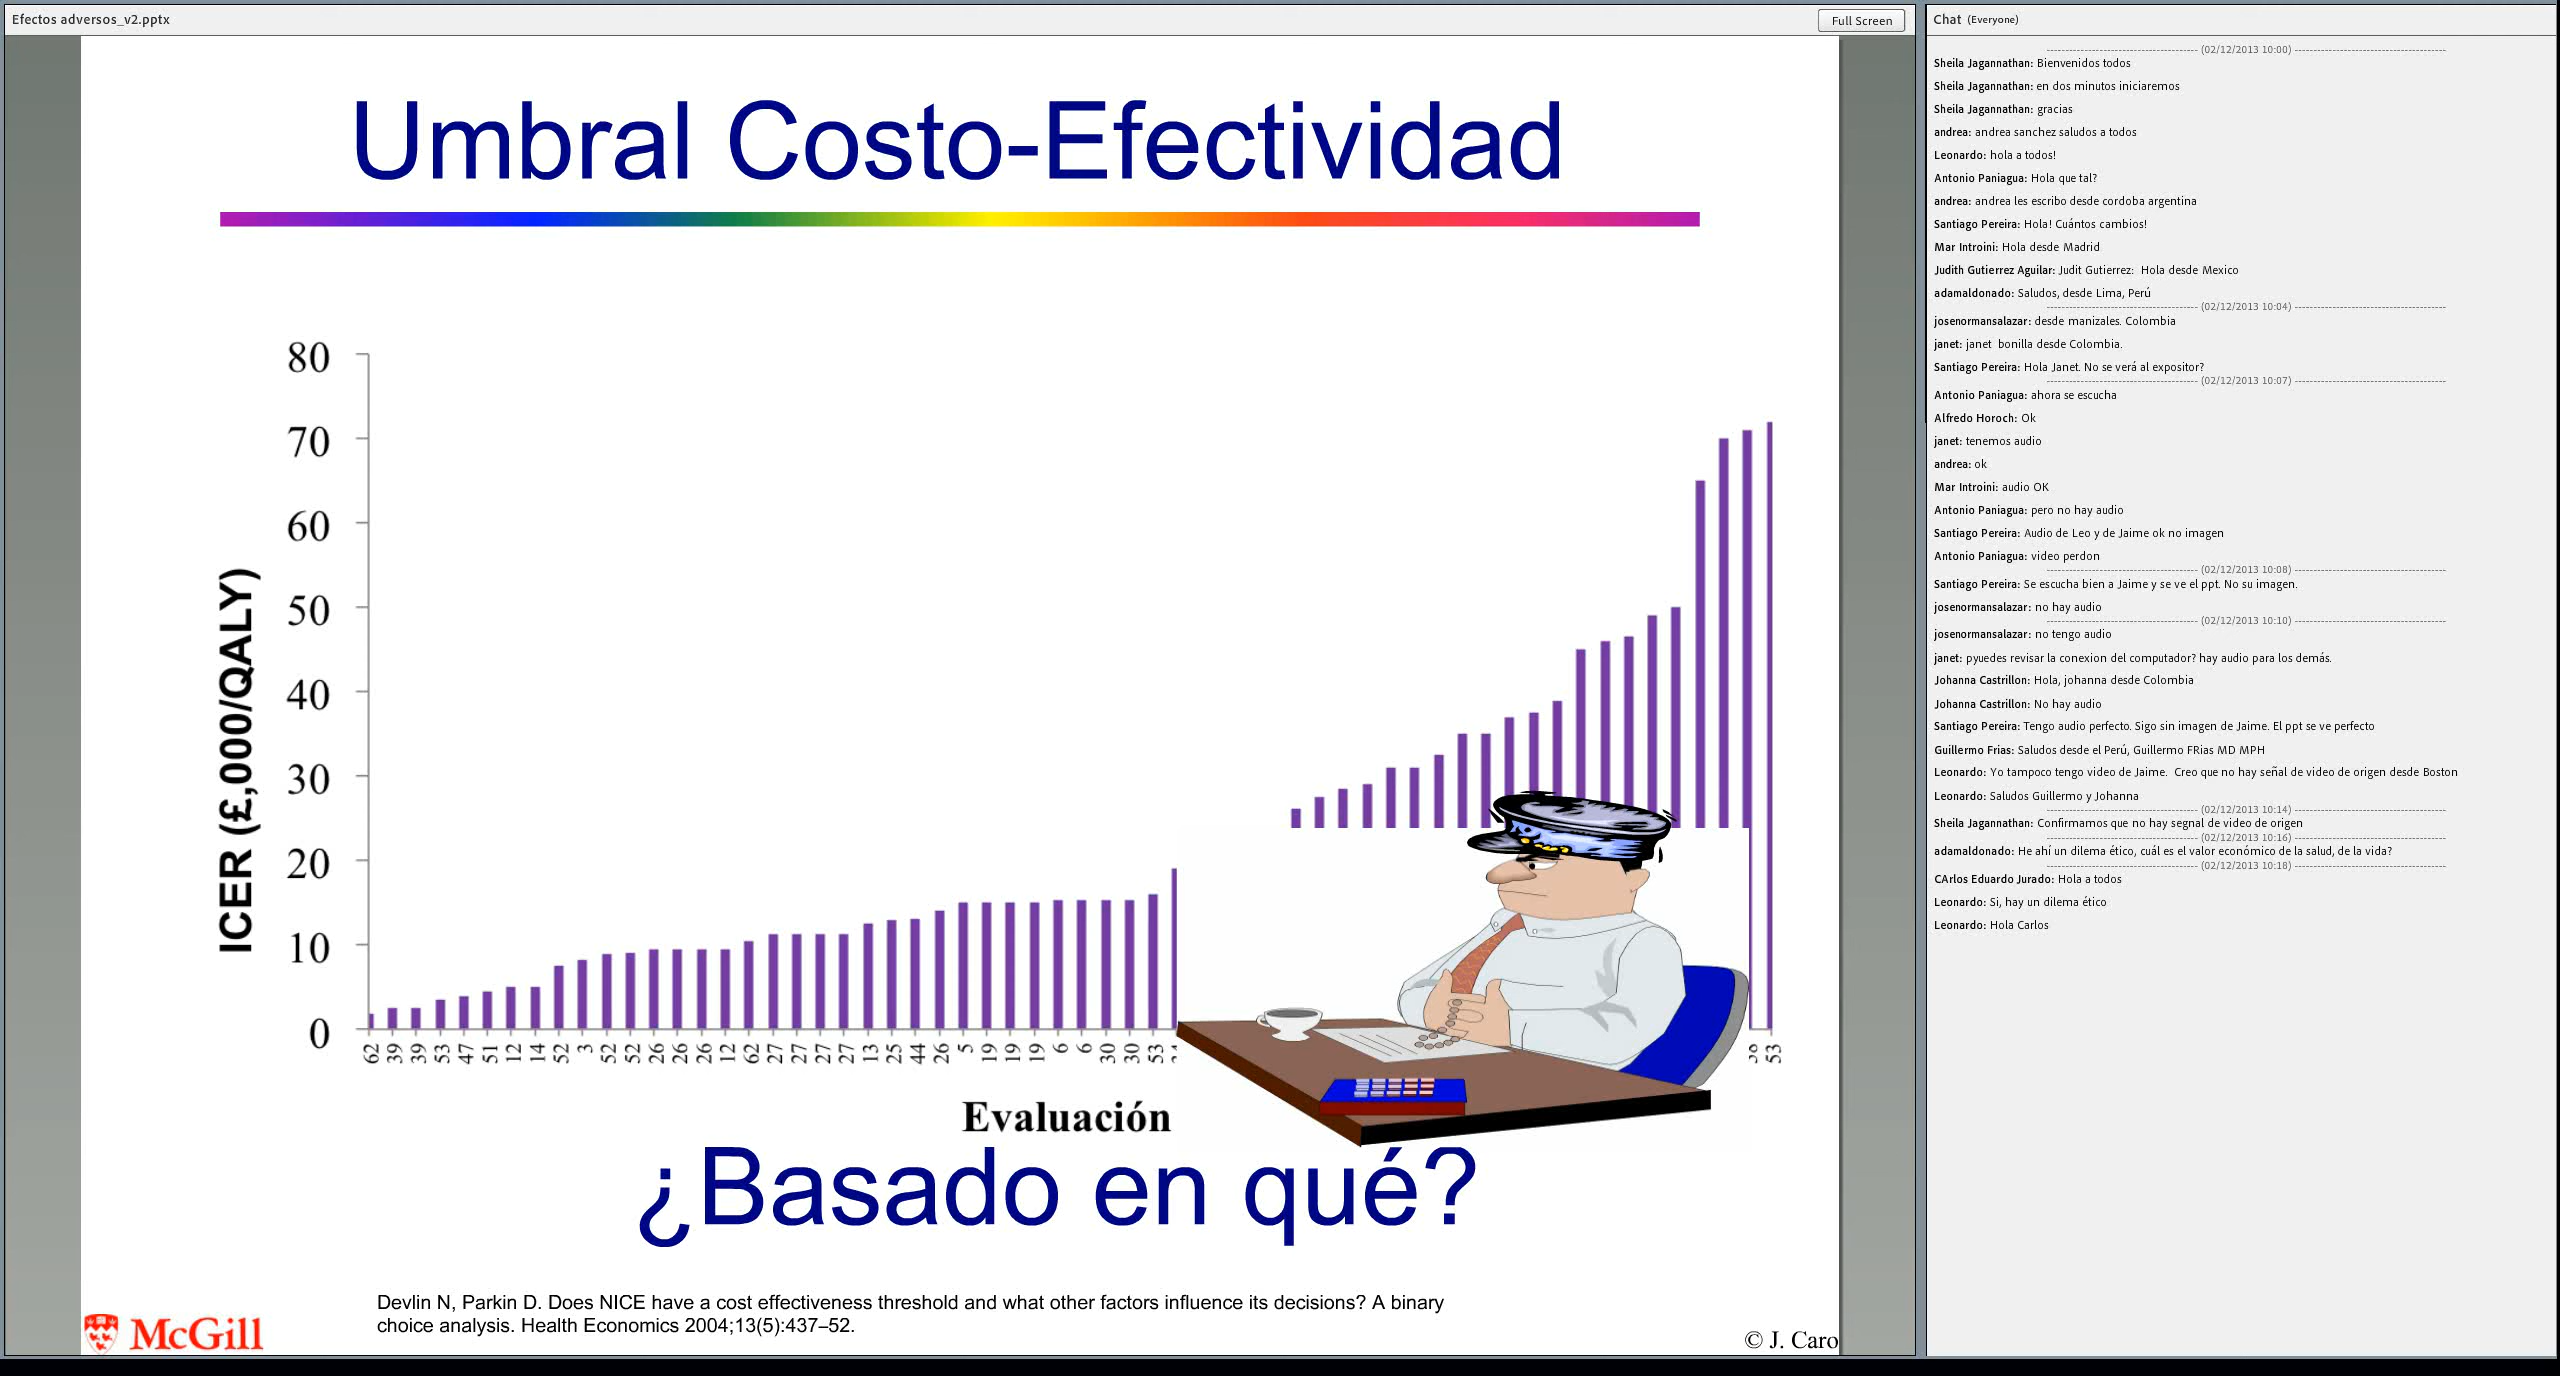 Efectos adversos_v2.pptx
Full Screen
Umbral Costo-Efectividad
ICER (£,000/QALY)
80
70
60
50
40
30
20
10
0
62 39 39 53 47 51 12 14 52 3 52 52 26 26 26 12 62 27 27 27 27 13 25 44 26 5 19 19 19 6 6 30 30 53
53
Evaluación
¿Basado en qué?
Devlin N, Parkin D. Does NICE have a cost effectiveness threshold and what other factors influence its decisions? A binary
choice analysis. Health Economics 2004;13(5):437–52.
McGill
© J. Caro
Chat (Everyone)
(02/12/2013 10:00)
Sheila Jagannathan: Bienvenidos todos
Sheila Jagannathan: en dos minutos iniciaremos
Sheila Jagannathan: gracias
andrea: andrea sanchez saludos a todos
Leonardo: hola a todos!
Antonio Paniagua: Hola que tal?
andrea: andrea les escribo desde cordoba argentina
Santiago Pereira: Hola! Cuántos cambios!
Mar Introini: Hola desde Madrid
Judith Gutierrez Aguilar: Judit Gutierrez: Hola desde Mexico
adamaldonado: Saludos, desde Lima, Perú
(02/12/2013 10:04)
josenormansalazar: desde manizales. Colombia
janet: janet bonilla desde Colombia.
Santiago Pereira: Hola Janet. No se verá al expositor?
(02/12/2013 10:07)
Antonio Paniagua: ahora se escucha
Alfredo Horoch: Ok
janet: tenemos audio
andrea: ok
Mar Introini: audio OK
Antonio Paniagua: pero no hay audio
Santiago Pereira: Audio de Leo y de Jaime ok no imagen
Antonio Paniagua: video perdon
(02/12/2013 10:08)
Santiago Pereira: Se escucha bien a Jaime y se ve el ppt. No su imagen.
josenormansalazar: no hay audio
(02/12/2013 10:10)
josenormansalazar: no tengo audio
janet: pyuedes revisar la conexion del computador? hay audio para los demás.
Johanna Castrillon: Hola, johanna desde Colombia
Johanna Castrillon: No hay audio
Santiago Pereira: Tengo audio perfecto. Sigo sin imagen de Jaime. El ppt se ve perfecto
Guillermo Frias: Saludos desde el Perú, Guillermo FRias MD MPH
Leonardo: Yo tampoco tengo video de Jaime. Creo que no hay señal de video de origen desde Boston
Leonardo: Saludos Guillermo y Johanna
(02/12/2013 10:14)
Sheila Jagannathan: Confirmamos que no hay segnal de video de origen
(02/12/2013 10:16)
adamaldonado: He ahí un dilema ético, cuál es el valor económico de la salud, de la vida?
(02/12/2013 10:18)
CArlos Eduardo Jurado: Hola a todos
Leonardo: Si, hay un dilema ético
Leonardo: Hola Carlos